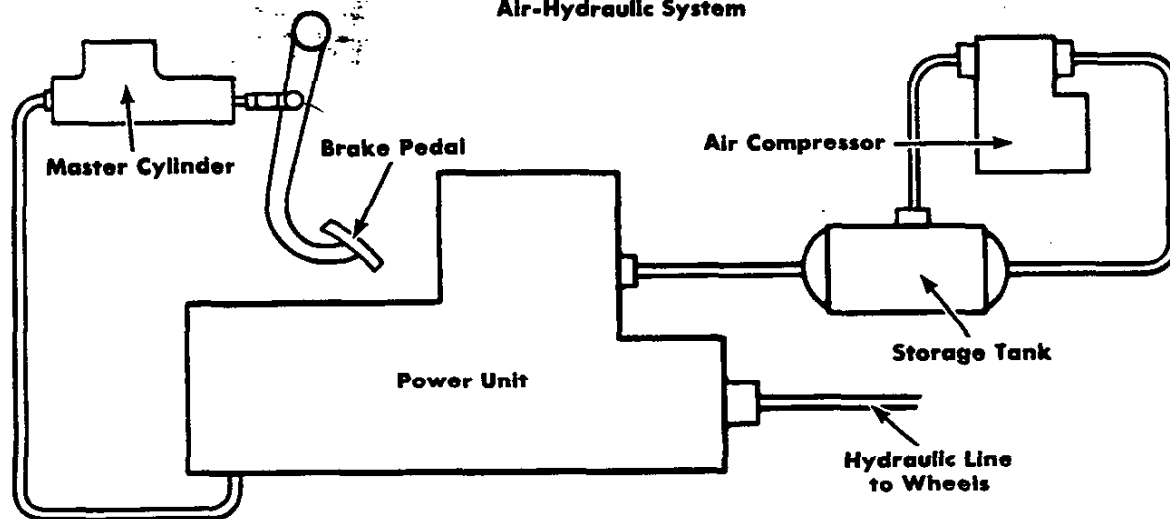 Air-Hydraulic System
Master Cylinder
Brake Pedal
Air Compressor
Storage Tank
Power Unit
Hydraulic Line
to Wheels